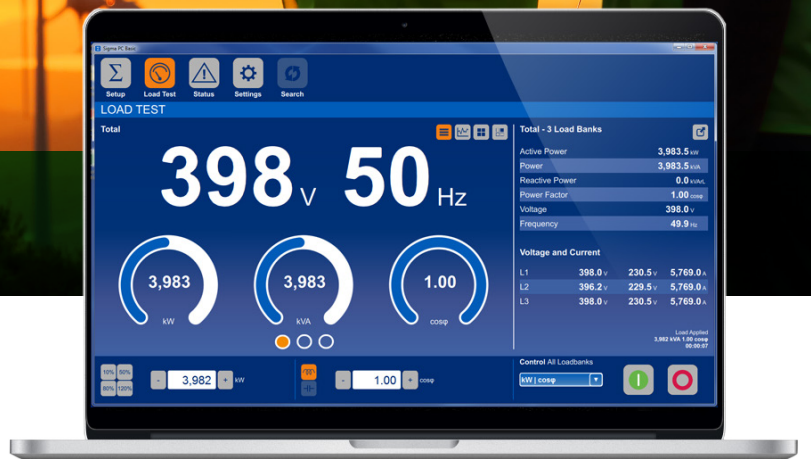 Sigma PC Basic
Setup
Load Test
Status
Settings
Search
LOAD TEST
Total
398 V 50 Hz
3,983
kW
3,983
kVA
1.00
cosφ
Total - 3 Load Banks
Active Power 3,983.5 kW
Power 3,983.5 kVA
Reactive Power 0.0 kVAr/L
Power Factor 1.00 cosφ
Voltage 398.0 V
Frequency 49.9 Hz
Voltage and Current
L1 398.0 V 230.5 V 5,769.0 A
L2 396.2 V 229.5 V 5,769.0 A
L3 398.0 V 230.5 V 5,769.0 A
Load Applied
3,982 kVA 1.00 cosφ
00:00:07
10% 50%
80% 120%
- 3,982 + kW
- 1.00 + cosφ
Control All Loadbanks
kW | cosφ